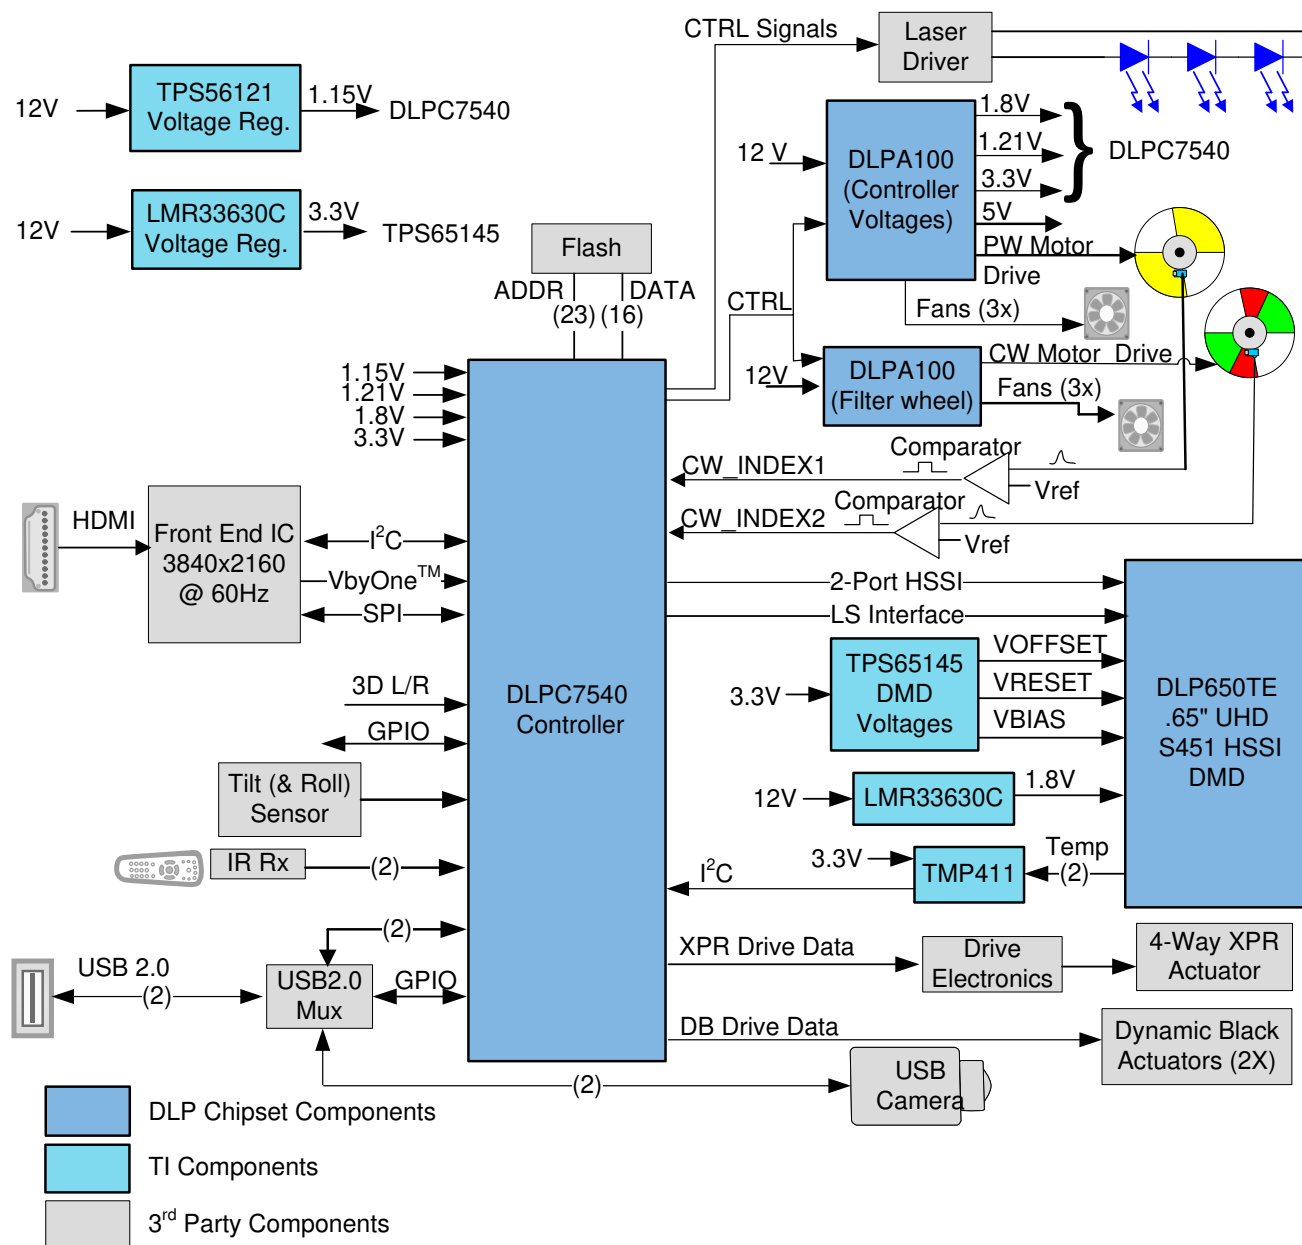 CTRL Signals
Laser
Driver
12V
TPS56121
Voltage Reg.
1.15V
DLPC7540
12V
LMR33630C
Voltage Reg.
3.3V
TPS65145
12 V
DLPA100
(Controller
Voltages)
1.8V
1.21V
3.3V
5V
DLPC7540
PW Motor
Drive
Fans (3x)
Flash
ADDR
DATA
(23)
(16)
CTRL
12V
DLPA100
(Filter wheel)
CW Motor Drive
Fans (3x)
1.15V
1.21V
1.8V
3.3V
Comparator
CW_INDEX1
Vref
Comparator
CW_INDEX2
Vref
HDMI
Front End IC
3840x2160
@ 60Hz
I²C
VbyOne™
SPI
DLPC7540
Controller
2-Port HSSI
LS Interface
3D L/R
GPIO
Tilt (& Roll)
Sensor
IR Rx
(2)
3.3V
TPS65145
DMD
Voltages
VOFFSET
VRESET
VBIAS
DLP650TE
.65" UHD
S451 HSSI
DMD
12V
LMR33630C
1.8V
3.3V
TMP411
Temp
(2)
I²C
(2)
USB 2.0
(2)
USB2.0
Mux
GPIO
XPR Drive Data
Drive
Electronics
4-Way XPR
Actuator
DB Drive Data
Dynamic Black
Actuators (2X)
(2)
USB
Camera
DLP Chipset Components
TI Components
3rd Party Components